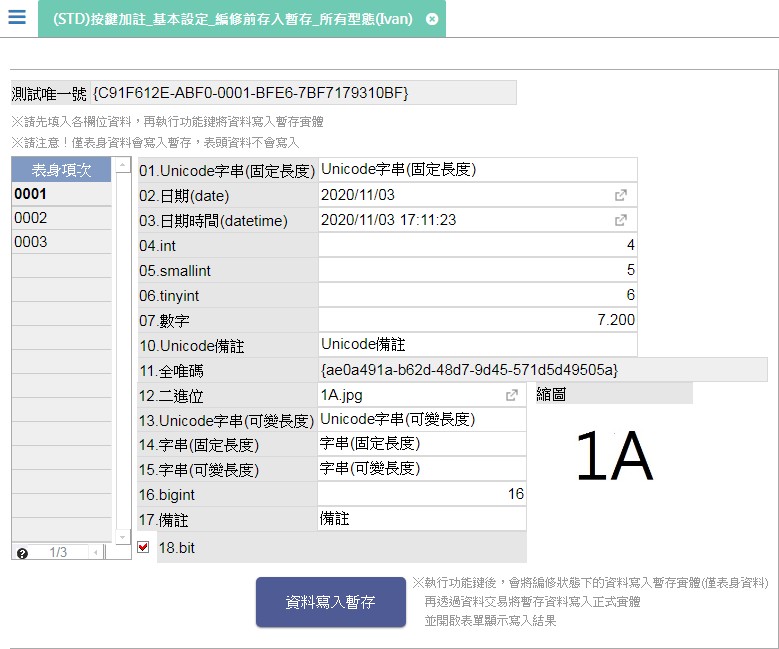 (STD)按鍵加註_基本設定_編修前存入暫存_所有型態(Ivan)
測試唯一號 {C91F612E-ABF0-0001-BFE6-7BF7179310BF}
※請先填入各欄位資料，再執行功能鍵將資料寫入暫存實體
※請注意！僅表身資料會寫入暫存，表頭資料不會寫入
表身項次
0001
0002
0003
1/3
01.Unicode字串(固定長度) Unicode字串(固定長度)
02.日期(date) 2020/11/03
03.日期時間(datetime) 2020/11/03 17:11:23
04.int 4
05.smallint 5
06.tinyint 6
07.數字 7.200
10.Unicode備註 Unicode備註
11.全唯碼 {ae0a491a-b62d-48d7-9d45-571d5d49505a}
12.二進位 1A.jpg 縮圖
13.Unicode字串(可變長度) Unicode字串(可變長度)
14.字串(固定長度) 字串(固定長度)
15.字串(可變長度) 字串(可變長度)
16.bigint 16
17.備註 備註
18.bit
1A
資料寫入暫存
※執行功能鍵後，會將編修狀態下的資料寫入暫存實體(僅表身資料)
再透過資料交易將暫存資料寫入正式實體
並開啟表單顯示寫入結果